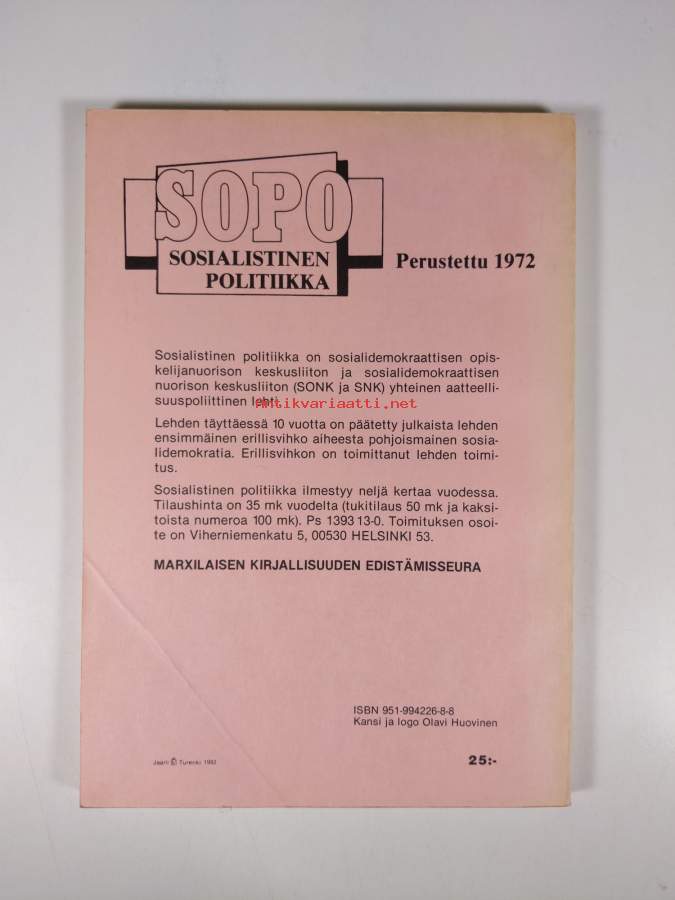 SOPO
SOSIALISTINEN
POLITIIKKA
Perustettu 1972
Sosialistinen politiikka on sosialidemokraattisen opis-
kelijanuorison keskusliiton ja sosialidemokraattisen
nuorison keskusliiton (SONK ja SNK) yhteinen aatteelli-
suuspoliittinen lehti.
antikvariaatti.net
Lehden täyttäessä 10 vuotta on päätetty julkaista lehden
ensimmäinen erillisvihko aiheesta pohjoismainen sosia-
lidemokratia. Erillisvihkon on toimittanut lehden toimi-
tus.
Sosialistinen politiikka ilmestyy neljä kertaa vuodessa.
Tilaushinta on 35 mk vuodelta (tukitilaus 50 mk ja kaksi-
toista numeroa 100 mk). Ps 1393 13-0. Toimituksen osoi-
te on Viherniemenkatu 5, 00530 HELSINKI 53.
MARXILAISEN KIRJALLISUUDEN EDISTÄMISSEURA
ISBN 951-994226-8-8
Kansi ja logo Olavi Huovinen
1982
25:-